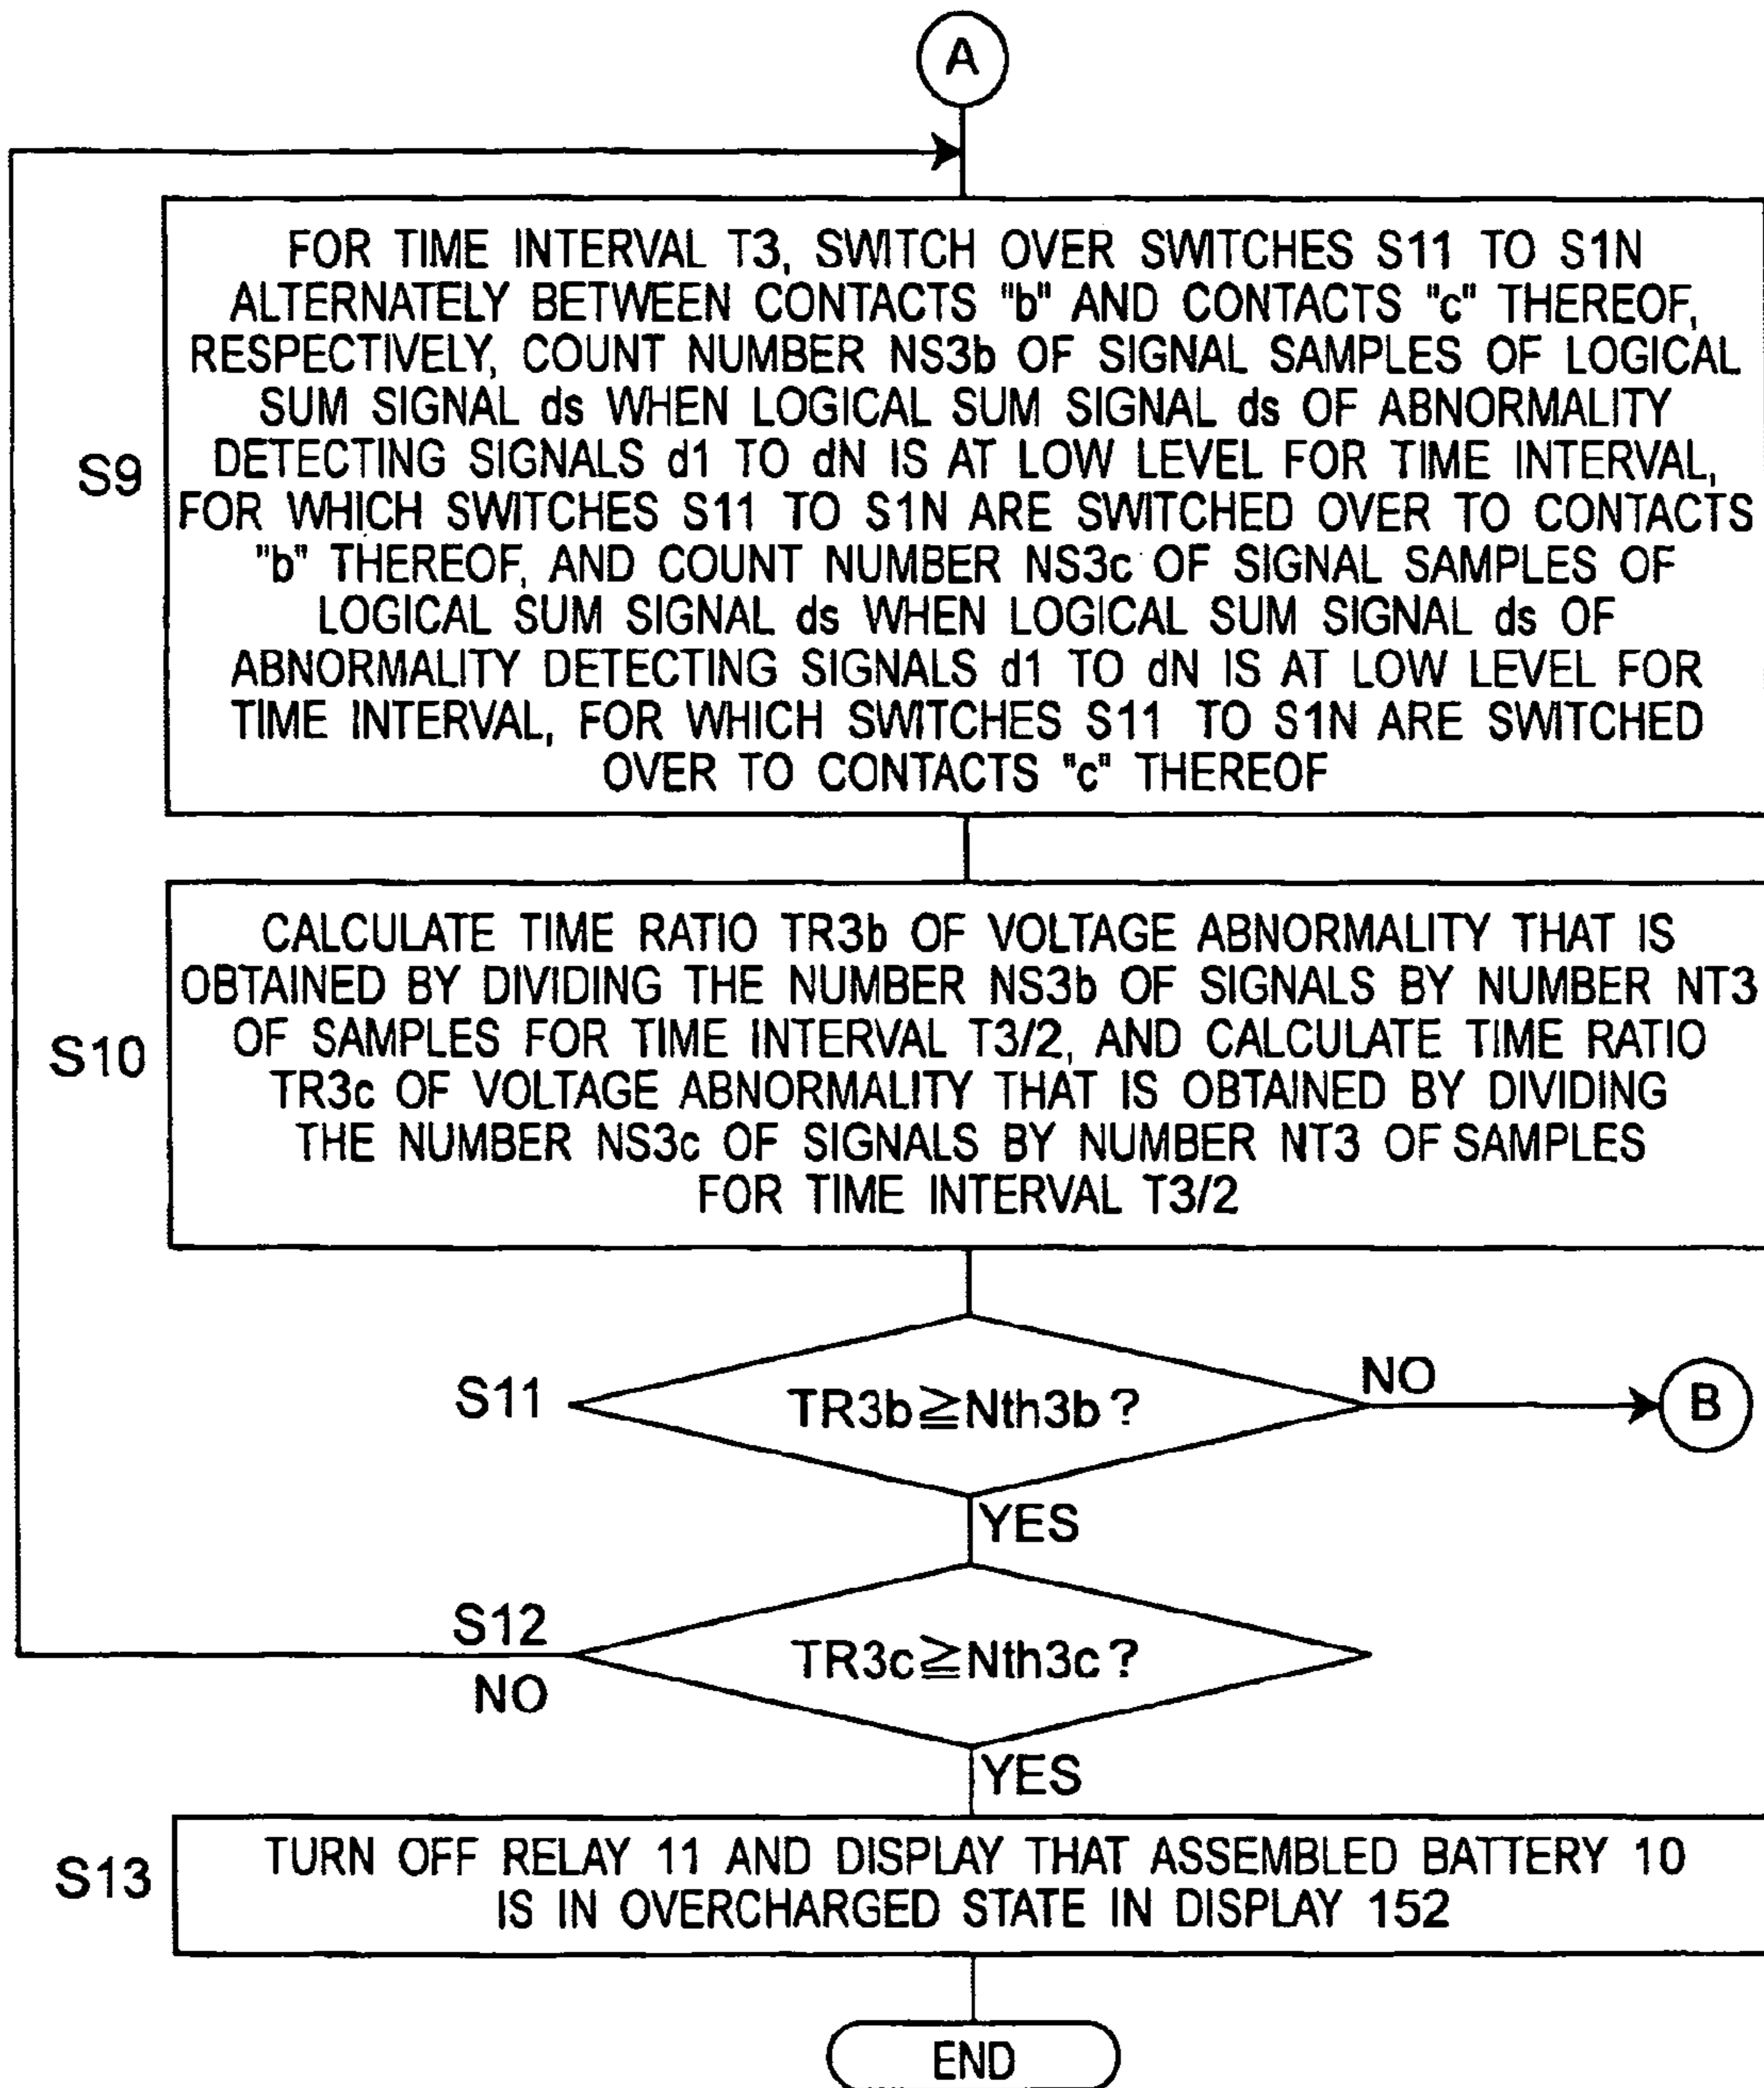 A
FOR TIME INTERVAL T3, SWITCH OVER SWITCHES S11 TO S1N
ALTERNATELY BETWEEN CONTACTS "b" AND CONTACTS "c" THEREOF,
RESPECTIVELY, COUNT NUMBER NS3b OF SIGNAL SAMPLES OF LOGICAL
SUM SIGNAL ds WHEN LOGICAL SUM SIGNAL ds OF ABNORMALITY
DETECTING SIGNALS d1 TO dN IS AT LOW LEVEL FOR TIME INTERVAL,
FOR WHICH SWITCHES S11 TO S1N ARE SWITCHED OVER TO CONTACTS
"b" THEREOF, AND COUNT NUMBER NS3c OF SIGNAL SAMPLES OF
LOGICAL SUM SIGNAL ds WHEN LOGICAL SUM SIGNAL ds OF
ABNORMALITY DETECTING SIGNALS d1 TO dN IS AT LOW LEVEL FOR
TIME INTERVAL, FOR WHICH SWITCHES S11 TO S1N ARE SWITCHED
OVER TO CONTACTS "c" THEREOF
S9
CALCULATE TIME RATIO TR3b OF VOLTAGE ABNORMALITY THAT IS
OBTAINED BY DIVIDING THE NUMBER NS3b OF SIGNALS BY NUMBER NT3
OF SAMPLES FOR TIME INTERVAL T3/2, AND CALCULATE TIME RATIO
TR3c OF VOLTAGE ABNORMALITY THAT IS OBTAINED BY DIVIDING
THE NUMBER NS3c OF SIGNALS BY NUMBER NT3 OF SAMPLES
FOR TIME INTERVAL T3/2
S10
S11
TR3b≧Nth3b?
NO
B
YES
S12
TR3c≧Nth3c?
NO
YES
S13
TURN OFF RELAY 11 AND DISPLAY THAT ASSEMBLED BATTERY 10
IS IN OVERCHARGED STATE IN DISPLAY 152
END